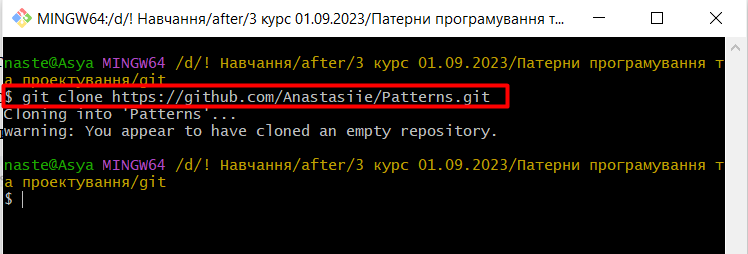 MINGW64:/d/! Навчання/after/3 курс 01.09.2023/Патерни програмування т...
naste@Asya MINGW64 /d/! Навчання/after/3 курс 01.09.2023/Патерни програмування т
а проектування/git
$ git clone https://github.com/Anastasiie/Patterns.git
Cloning into 'Patterns'...
warning: You appear to have cloned an empty repository.
naste@Asya MINGW64 /d/! Навчання/after/3 курс 01.09.2023/Патерни програмування т
а проектування/git
$